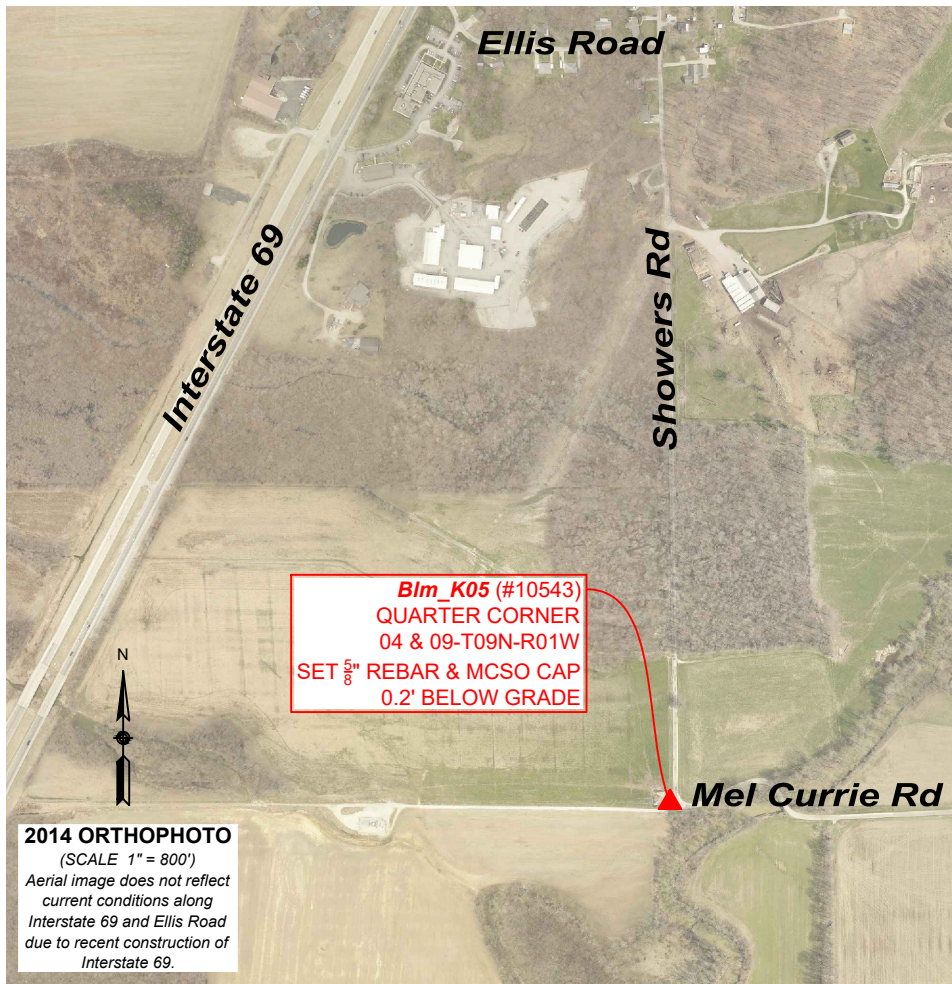 Ellis Road
Interstate 69
Showers Rd
Blm_K05 (#10543)
QUARTER CORNER
04 & 09-T09N-R01W
SET 5/8" REBAR & MCSO CAP
0.2' BELOW GRADE
N
Mel Currie Rd
2014 ORTHOPHOTO
(SCALE 1" = 800')
Aerial image does not reflect
current conditions along
Interstate 69 and Ellis Road
due to recent construction of
Interstate 69.